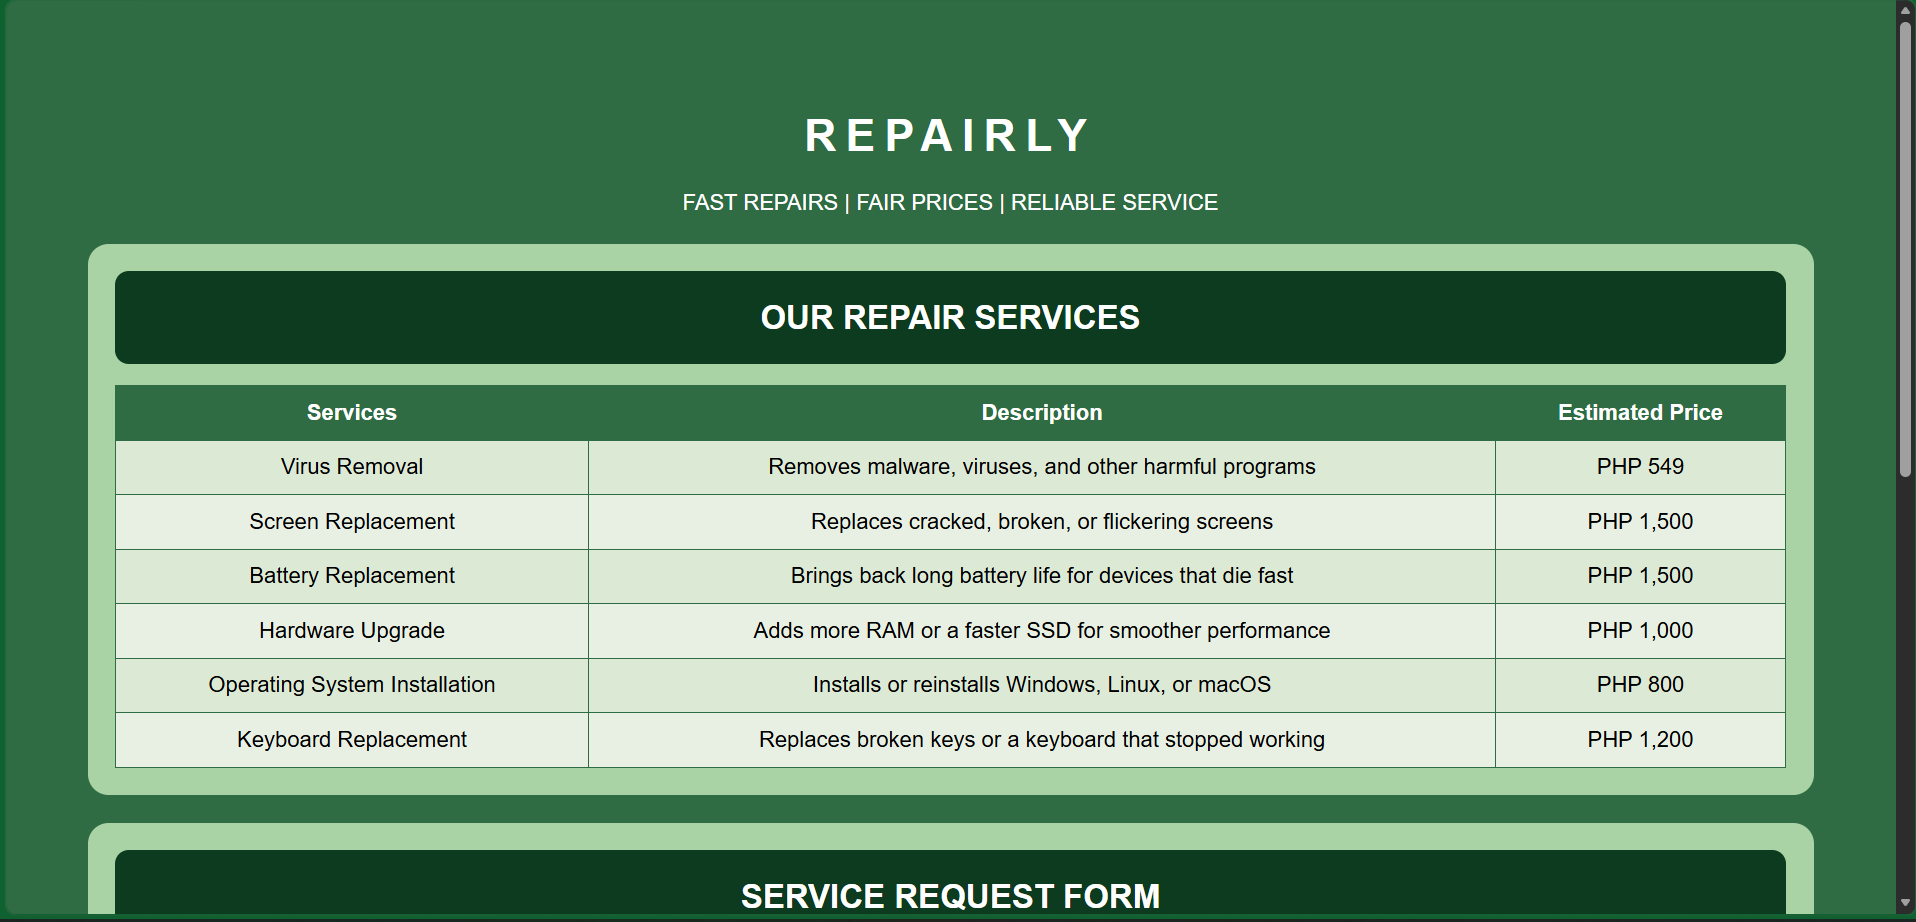 REPAIRLY
FAST REPAIRS | FAIR PRICES | RELIABLE SERVICE
OUR REPAIR SERVICES
Services Description Estimated Price
Virus Removal Removes malware, viruses, and other harmful programs PHP 549
Screen Replacement Replaces cracked, broken, or flickering screens PHP 1,500
Battery Replacement Brings back long battery life for devices that die fast PHP 1,500
Hardware Upgrade Adds more RAM or a faster SSD for smoother performance PHP 1,000
Operating System Installation Installs or reinstalls Windows, Linux, or macOS PHP 800
Keyboard Replacement Replaces broken keys or a keyboard that stopped working PHP 1,200
SERVICE REQUEST FORM